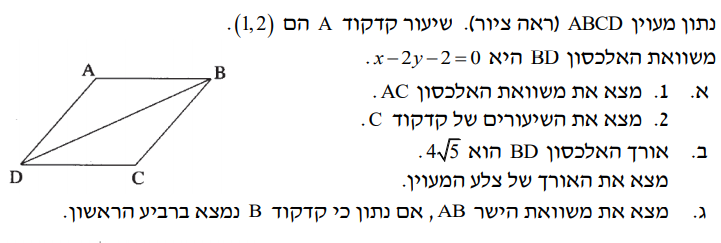 נתון מעוין ABCD (ראה ציור). שיעור קדקוד A הם (1,2).
משוואת האלכסון BD היא x−2y−2=0.
א. 1. מצא את משוואת האלכסון AC.
2. מצא את השיעורים של קדקוד C.
ב. אורך האלכסון BD הוא 4√5.
מצא את האורך של צלע המעוין.
ג. מצא את משוואת הישר AB, אם נתון כי קדקוד B נמצא ברביע הראשון.
A B
D C